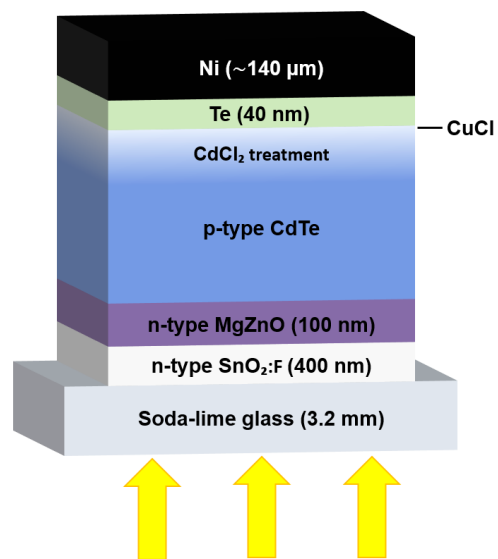 Ni (~140 µm)
Te (40 nm)
CuCl
CdCl₂ treatment
p-type CdTe
n-type MgZnO (100 nm)
n-type SnO₂:F (400 nm)
Soda-lime glass (3.2 mm)